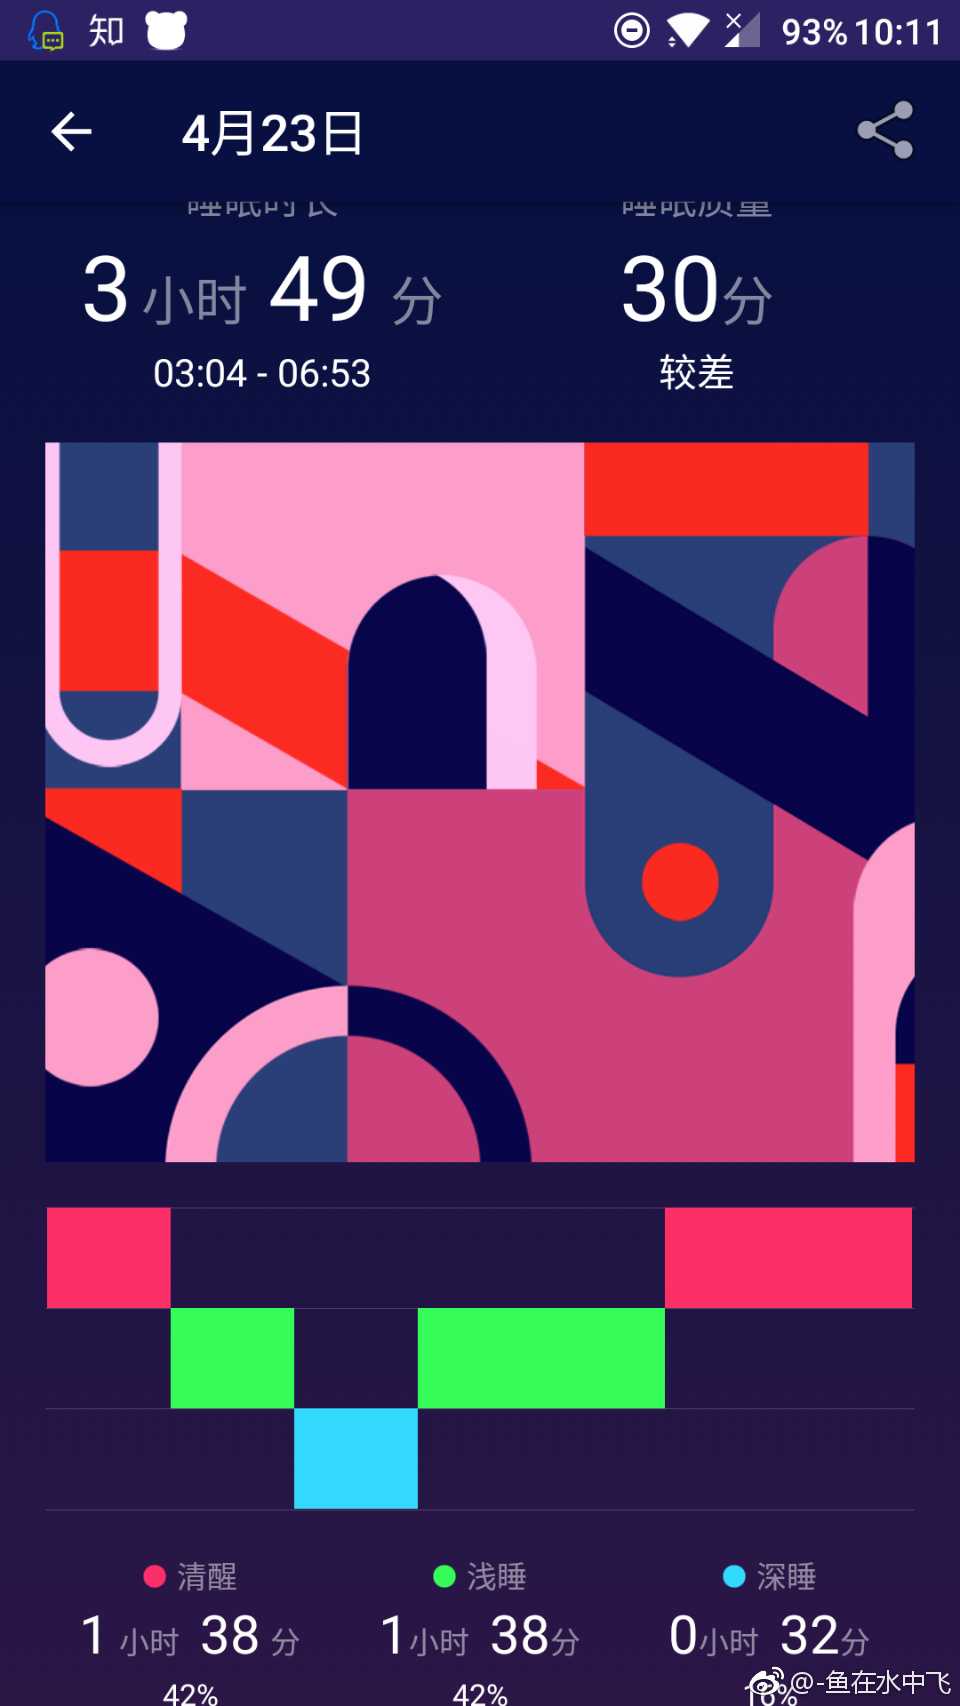 知 93% 10:11
4月23日
睡眠时长 睡眠质量
3 小时 49 分 30分
03:04 - 06:53 较差
清醒 浅睡 深睡
1 小时 38 分 1小时 38分 0小时 32分
42% 42% 16%
@-鱼在水中飞